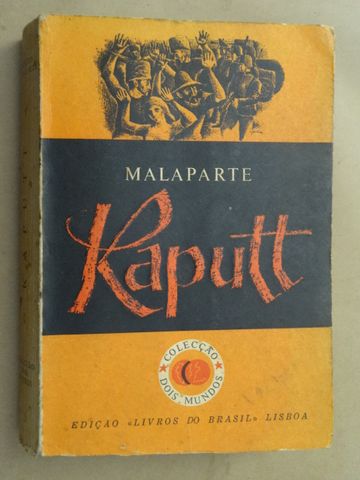 MALAPARTE
Kaputt
COLECÇÃO
DOIS MUNDOS
EDIÇÃO «LIVROS DO BRASIL» LISBOA